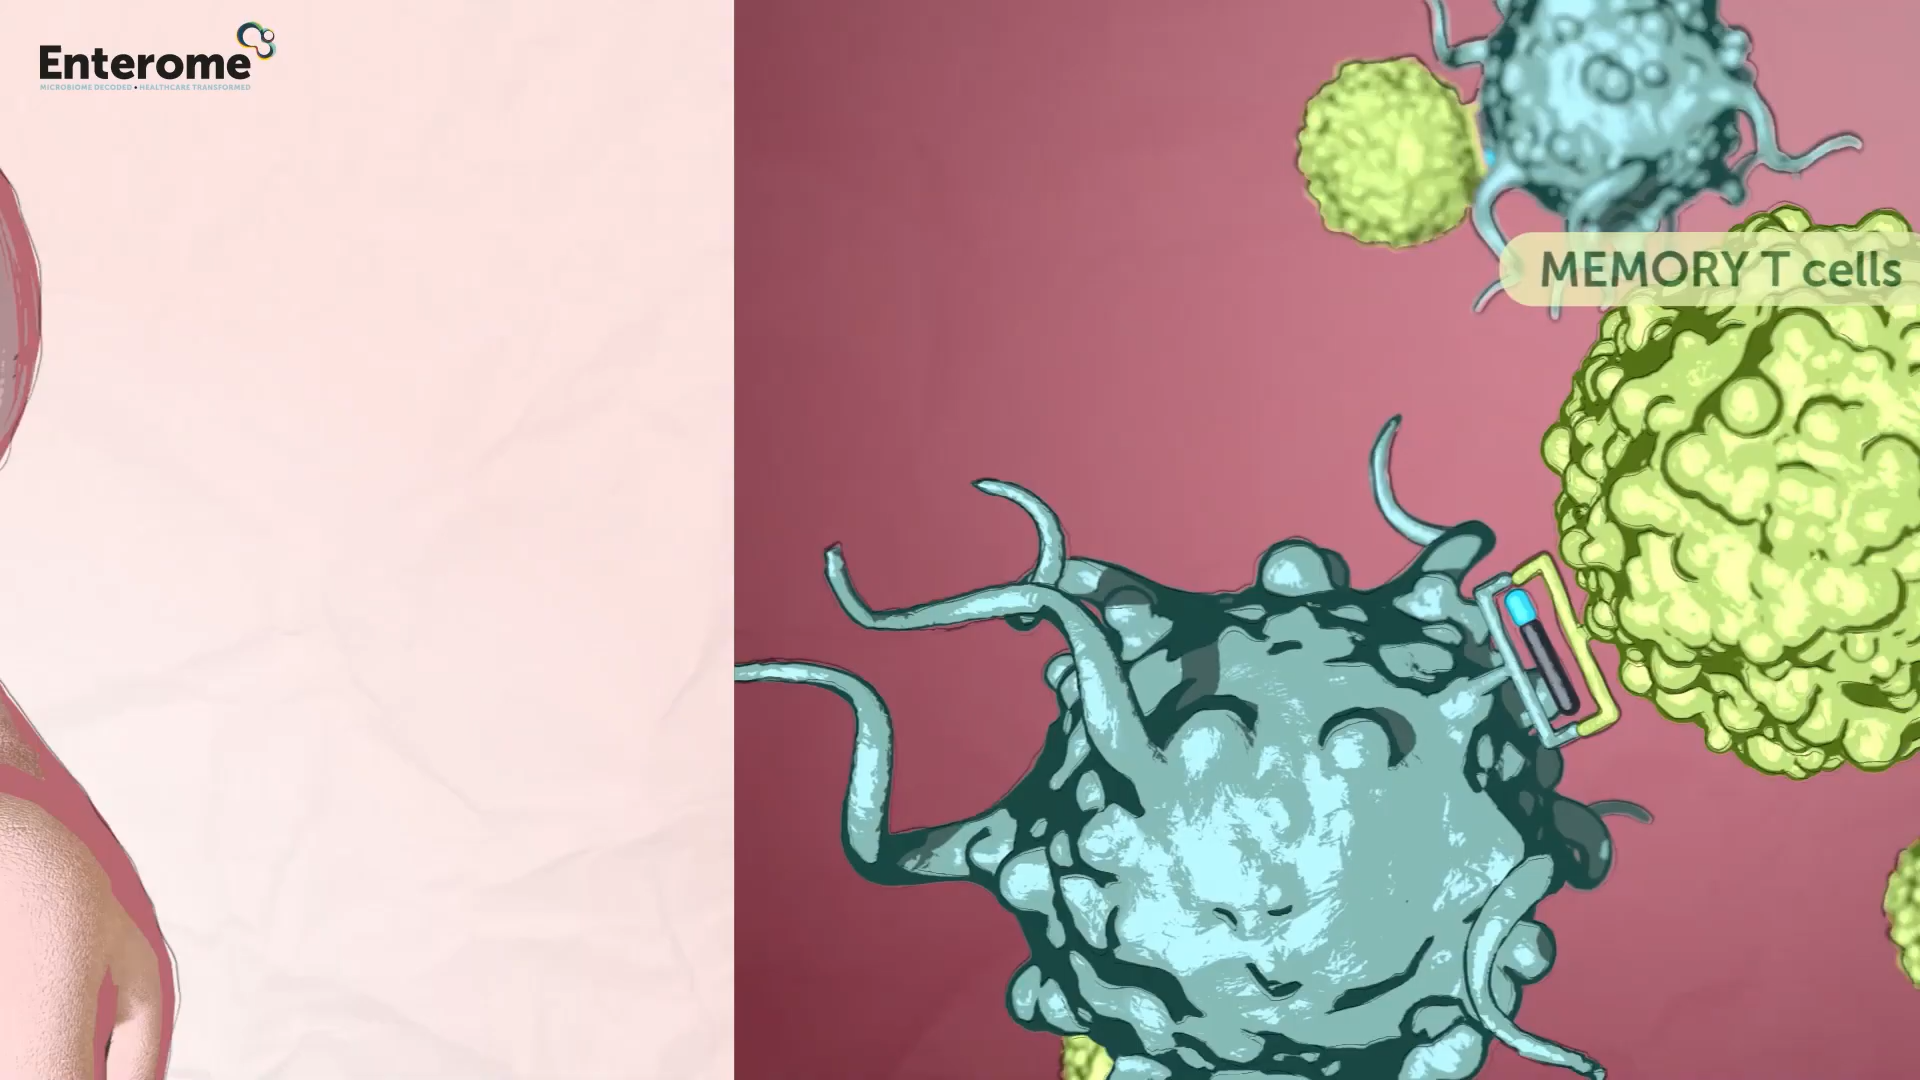 Enterome
MICROBIOME DECODED • HEALTHCARE TRANSFORMED
MEMORY T cells